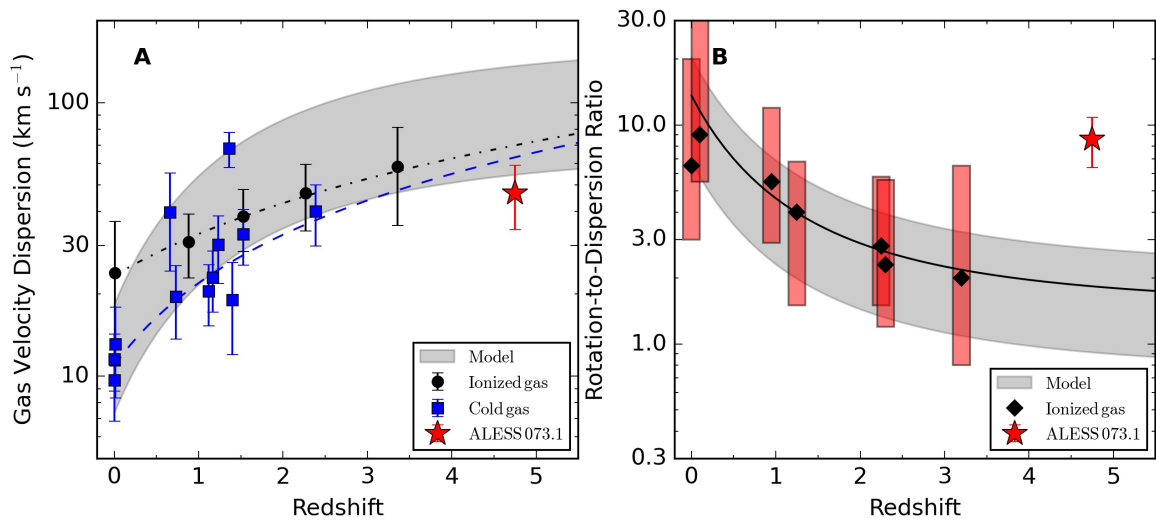 A
Gas Velocity Dispersion (km s⁻¹)
100
30
10
Model
Ionized gas
Cold gas
ALESS 073.1
0 1 2 3 4 5
Redshift
B
Rotation-to-Dispersion Ratio
30.0
10.0
3.0
1.0
0.3
Model
Ionized gas
ALESS 073.1
0 1 2 3 4 5
Redshift